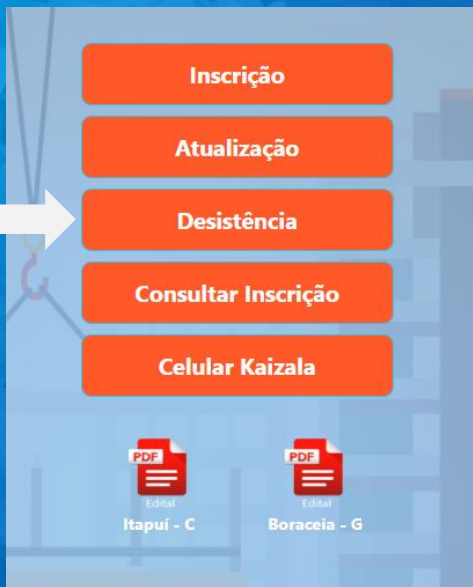 Inscrição
Atualização
Desistência
Consultar Inscrição
Celular Kaizala
PDF PDF
Edital Edital
Itapuí - C Boraceia - G